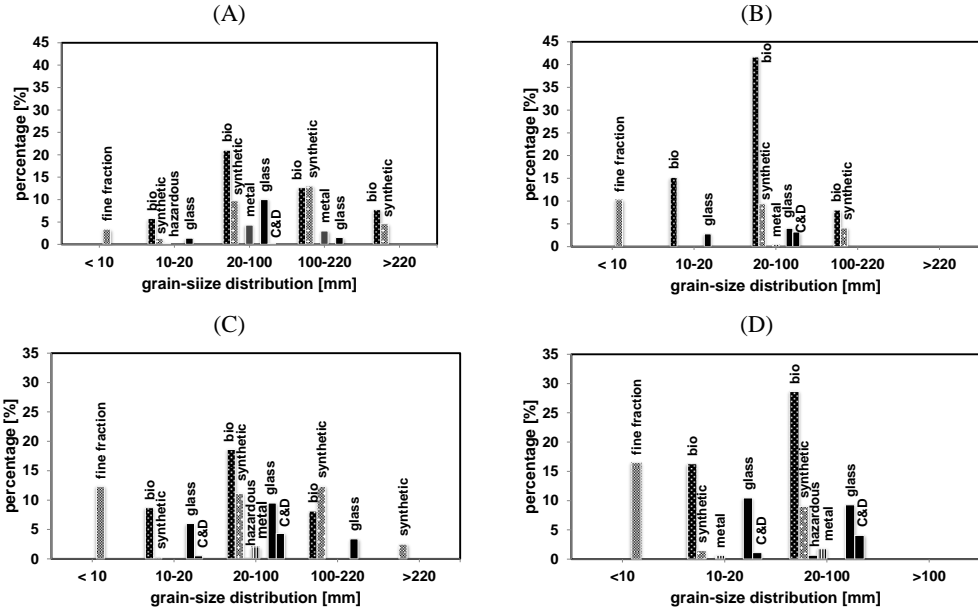 (A)
45
40
35
30
25
20
15
10
5
0
percentage [%]
fine fraction
bio
synthetic
hazardous
glass
bio
synthetic
metal
glass
C&D
bio
synthetic
metal
glass
bio
synthetic
< 10 10-20 20-100 100-220 >220
grain-siize distribution [mm]
(B)
45
40
35
30
25
20
15
10
5
0
percentage [%]
fine fraction
bio
glass
bio
synthetic
metal
glass
C&D
bio
synthetic
< 10 10-20 20-100 100-220 >220
grain-size distribution [mm]
(C)
35
30
25
20
15
10
5
0
percentage [%]
fine fraction
bio
synthetic
glass
C&D
bio
synthetic
hazardous
metal
glass
C&D
bio
synthetic
glass
synthetic
< 10 10-20 20-100 100-220 >220
grain-size distribution [mm]
(D)
35
30
25
20
15
10
5
0
percentage [%]
fine fraction
bio
synthetic
metal
glass
C&D
bio
synthetic
hazardous
metal
glass
C&D
<10 10-20 20-100 >100
grain-size distribution [mm]